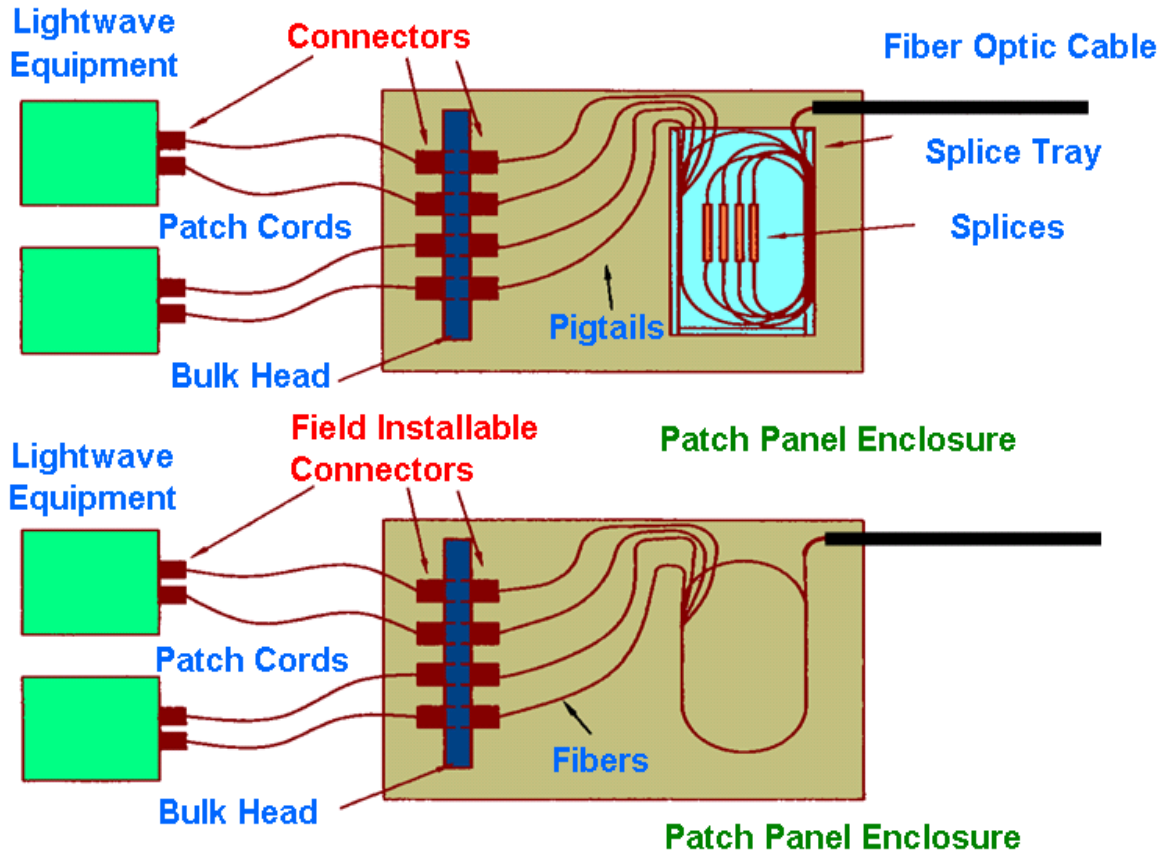 Lightwave
Equipment
Connectors
Fiber Optic Cable
Splice Tray
Patch Cords
Splices
Pigtails
Bulk Head
Patch Panel Enclosure
Field Installable
Connectors
Lightwave
Equipment
Patch Cords
Fibers
Bulk Head
Patch Panel Enclosure